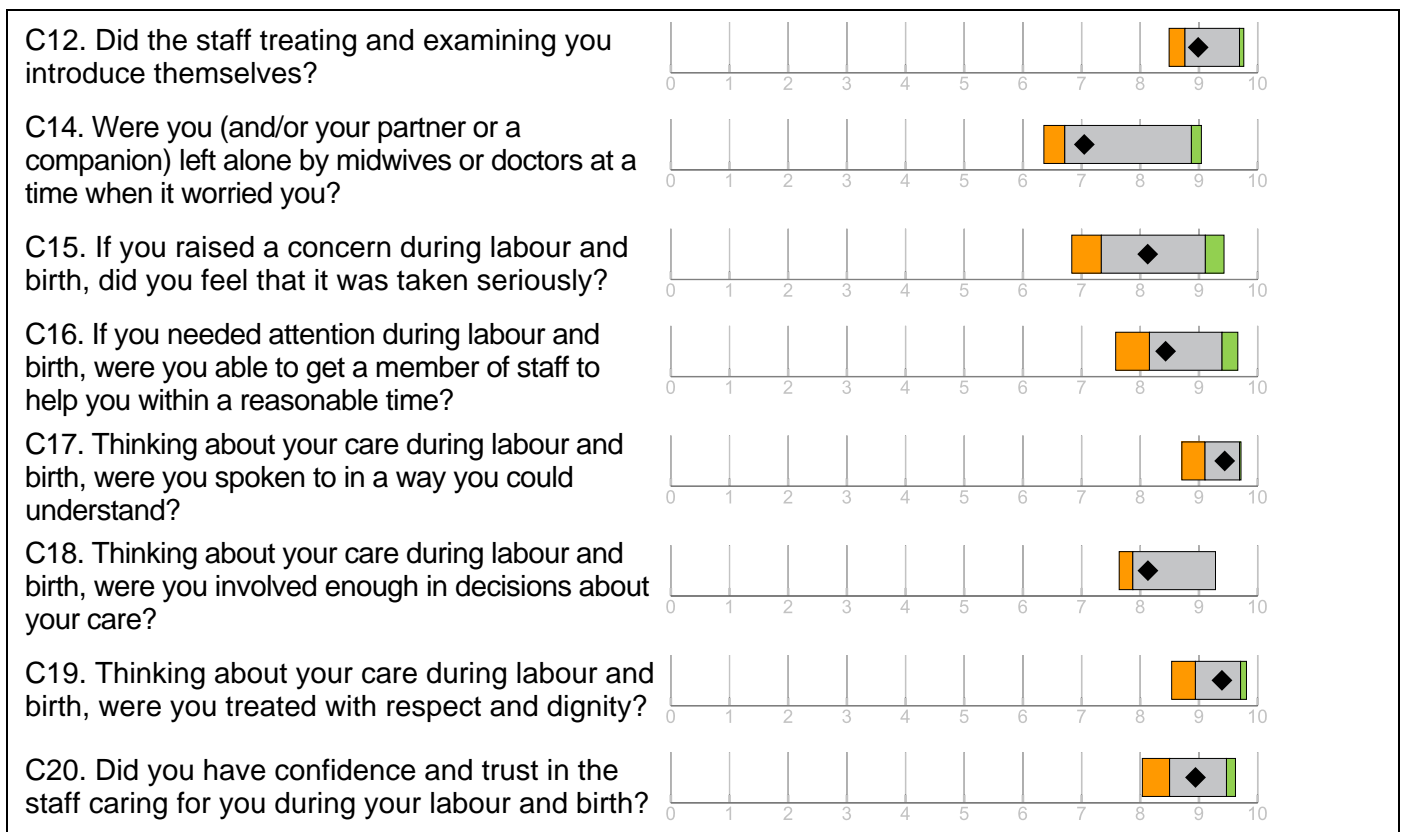 C12. Did the staff treating and examining you
introduce themselves?
0 1 2 3 4 5 6 7 8 9 10
C14. Were you (and/or your partner or a
companion) left alone by midwives or doctors at a
time when it worried you?
0 1 2 3 4 5 6 7 8 9 10
C15. If you raised a concern during labour and
birth, did you feel that it was taken seriously?
0 1 2 3 4 5 6 7 8 9 10
C16. If you needed attention during labour and
birth, were you able to get a member of staff to
help you within a reasonable time?
0 1 2 3 4 5 6 7 8 9 10
C17. Thinking about your care during labour and
birth, were you spoken to in a way you could
understand?
0 1 2 3 4 5 6 7 8 9 10
C18. Thinking about your care during labour and
birth, were you involved enough in decisions about
your care?
0 1 2 3 4 5 6 7 8 9 10
C19. Thinking about your care during labour and
birth, were you treated with respect and dignity?
0 1 2 3 4 5 6 7 8 9 10
C20. Did you have confidence and trust in the
staff caring for you during your labour and birth?
0 1 2 3 4 5 6 7 8 9 10